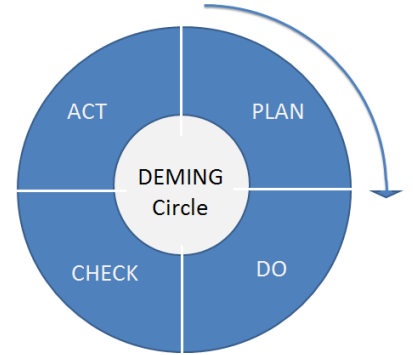 ACT
PLAN
DEMING
Circle
CHECK
DO